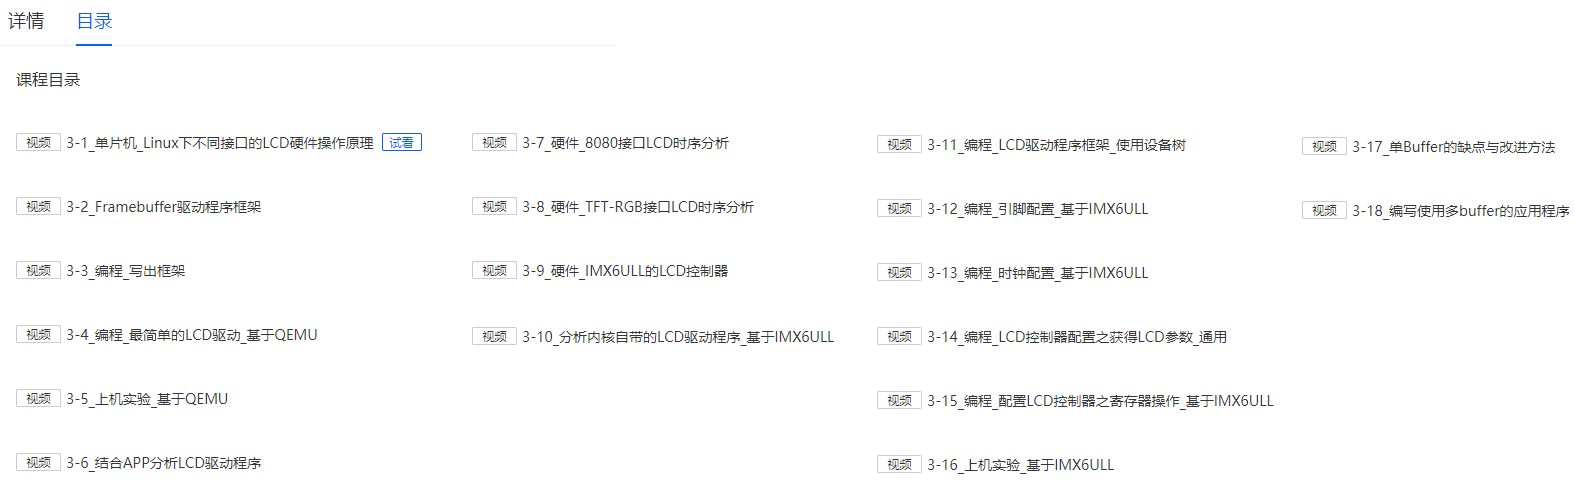 详情
目录
课程目录
视频 3-1_单片机_Linux下不同接口的LCD硬件操作原理 试看
视频 3-2_Framebuffer驱动程序框架
视频 3-3_编程_写出框架
视频 3-4_编程_最简单的LCD驱动_基于QEMU
视频 3-5_上机实验_基于QEMU
视频 3-6_结合APP分析LCD驱动程序
视频 3-7_硬件_8080接口LCD时序分析
视频 3-8_硬件_TFT-RGB接口LCD时序分析
视频 3-9_硬件_IMX6ULL的LCD控制器
视频 3-10_分析内核自带的LCD驱动程序_基于IMX6ULL
视频 3-11_编程_LCD驱动程序框架_使用设备树
视频 3-12_编程_引脚配置_基于IMX6ULL
视频 3-13_编程_时钟配置_基于IMX6ULL
视频 3-14_编程_LCD控制器配置之获得LCD参数_通用
视频 3-15_编程_配置LCD控制器之寄存器操作_基于IMX6ULL
视频 3-16_上机实验_基于IMX6ULL
视频 3-17_单Buffer的缺点与改进方法
视频 3-18_编写使用多buffer的应用程序